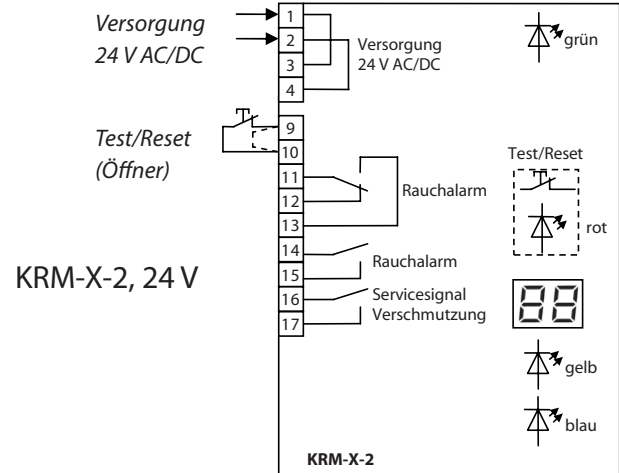 Versorgung
24 V AC/DC
1
2
3
4
Versorgung
24 V AC/DC
grün
Test/Reset
(Öffner)
9
10
11
12
13
14
15
16
17
Rauchalarm
Rauchalarm
Servicesignal
Verschmutzung
Test/Reset
rot
88
gelb
blau
KRM-X-2, 24 V
KRM-X-2